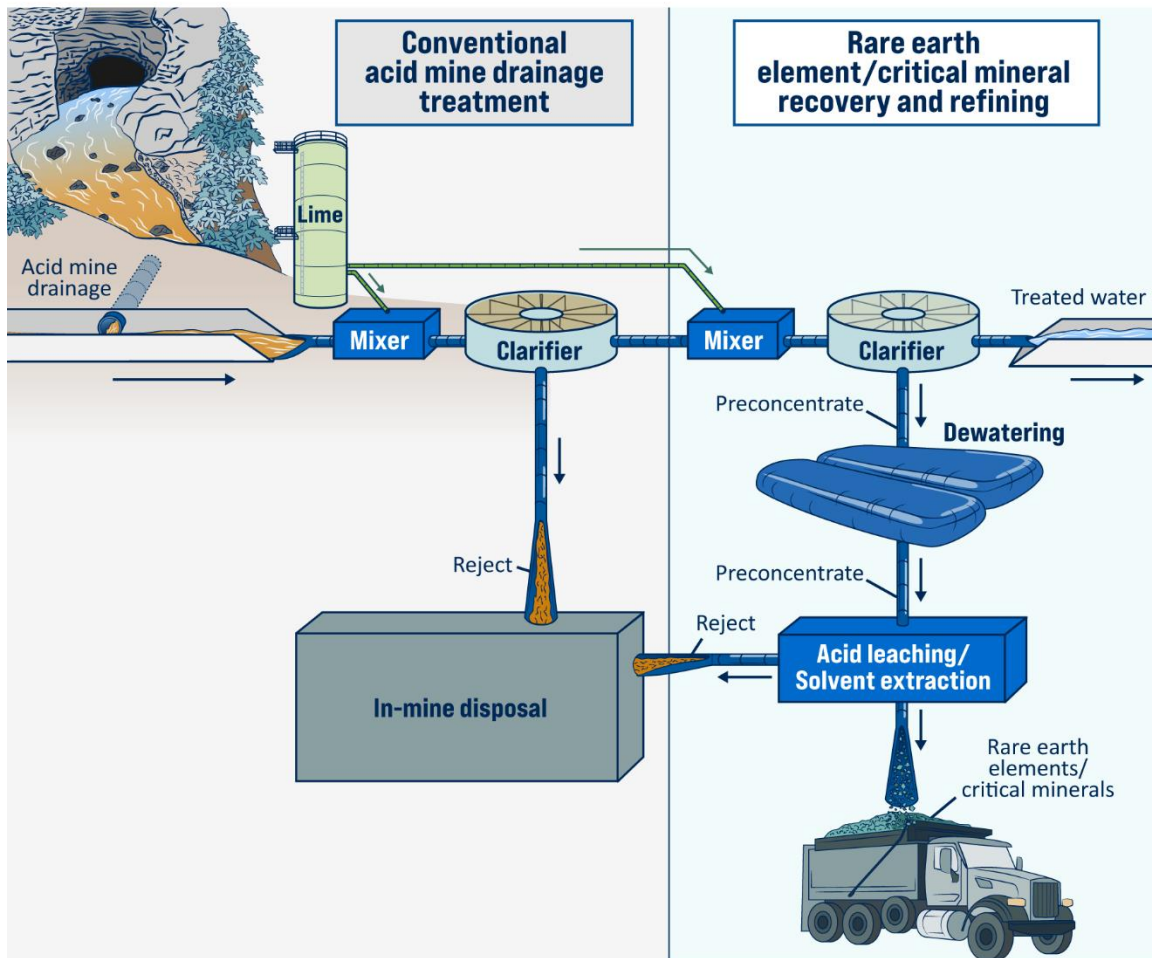 Conventional
acid mine drainage
treatment
Rare earth
element/critical mineral
recovery and refining
Lime
Acid mine
drainage
Mixer
Clarifier
Mixer
Clarifier
Treated water
Preconcentrate
Dewatering
Reject
Preconcentrate
Reject
Acid leaching/
Solvent extraction
In-mine disposal
Rare earth
elements/
critical minerals